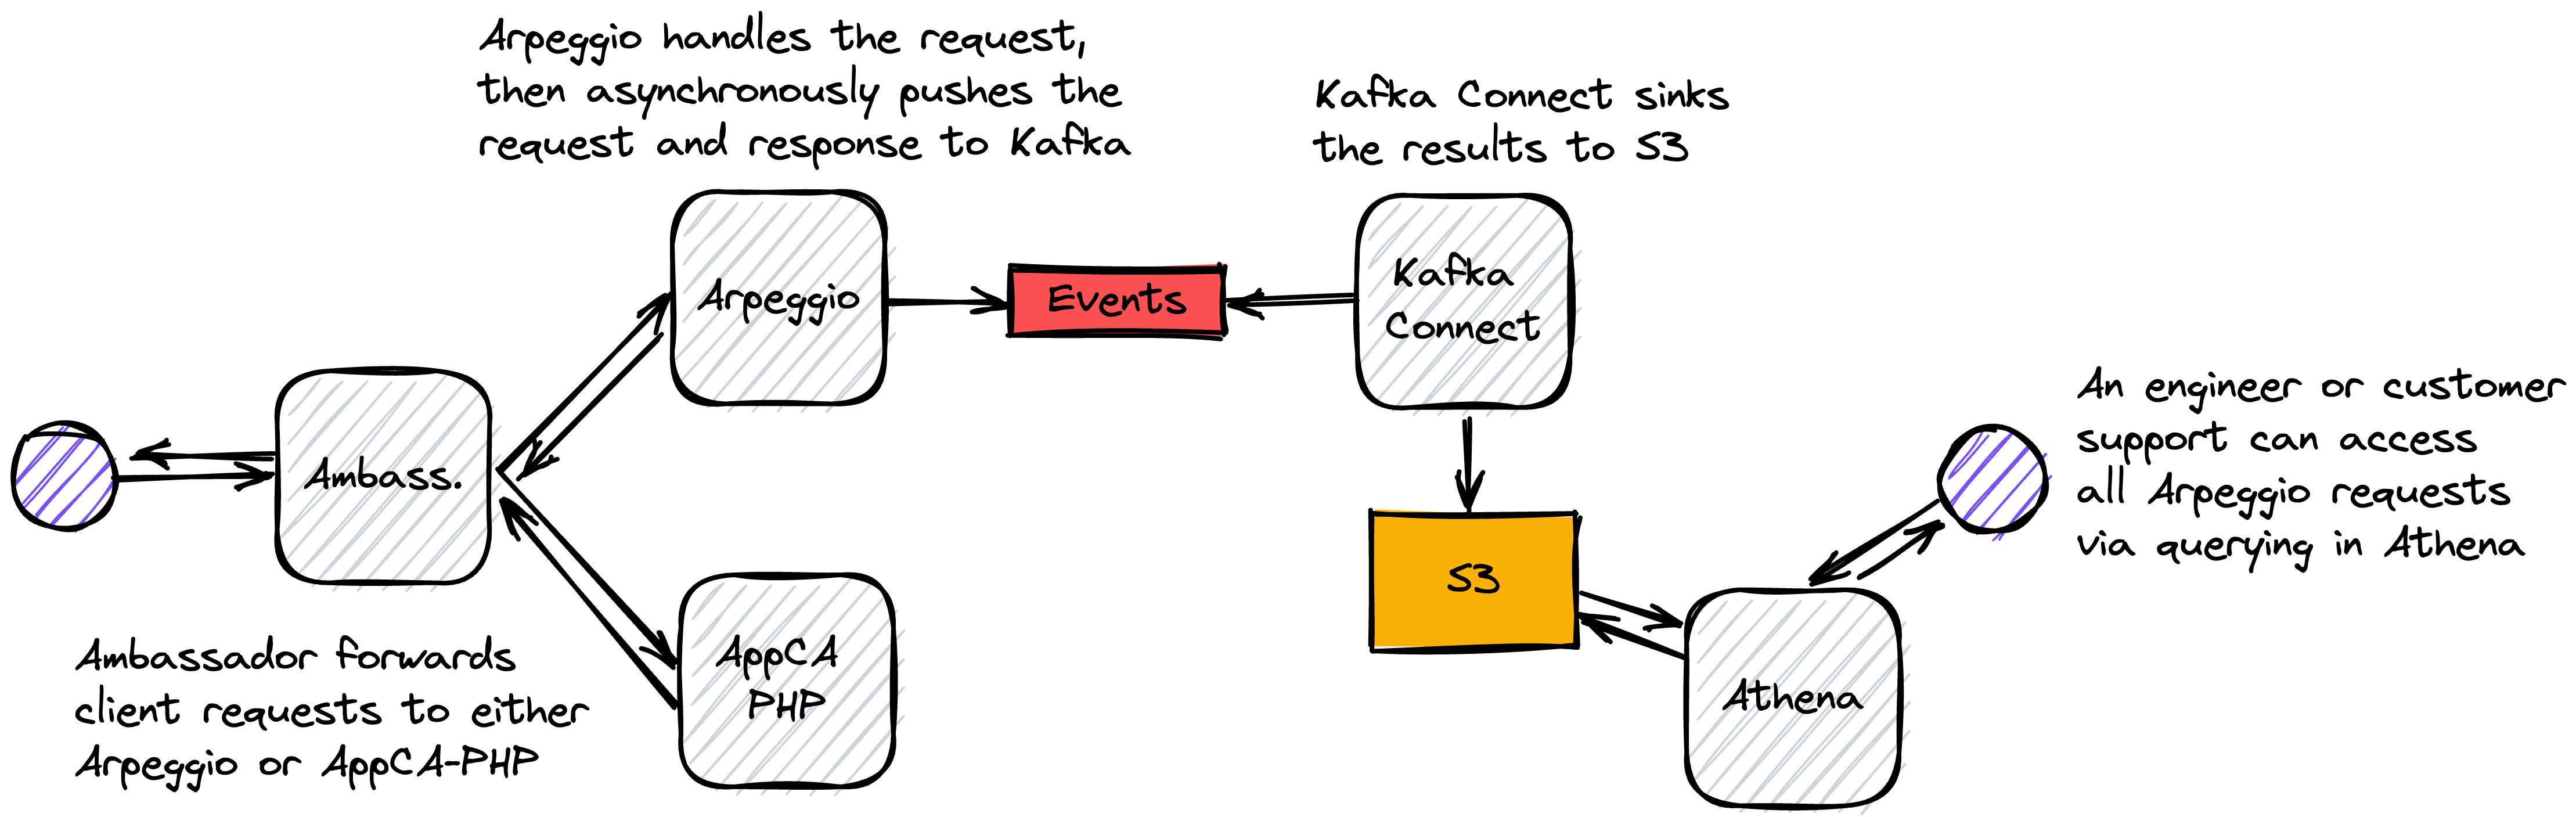 Arpeggio handles the request,
then asynchronously pushes the
request and response to Kafka
Kafka Connect sinks
the results to S3
Arpeggio
Events
Kafka
Connect
Ambass.
An engineer or customer
support can access
all Arpeggio requests
via querying in Athena
S3
Ambassador forwards
client requests to either
Arpeggio or AppCA-PHP
AppCA
PHP
Athena